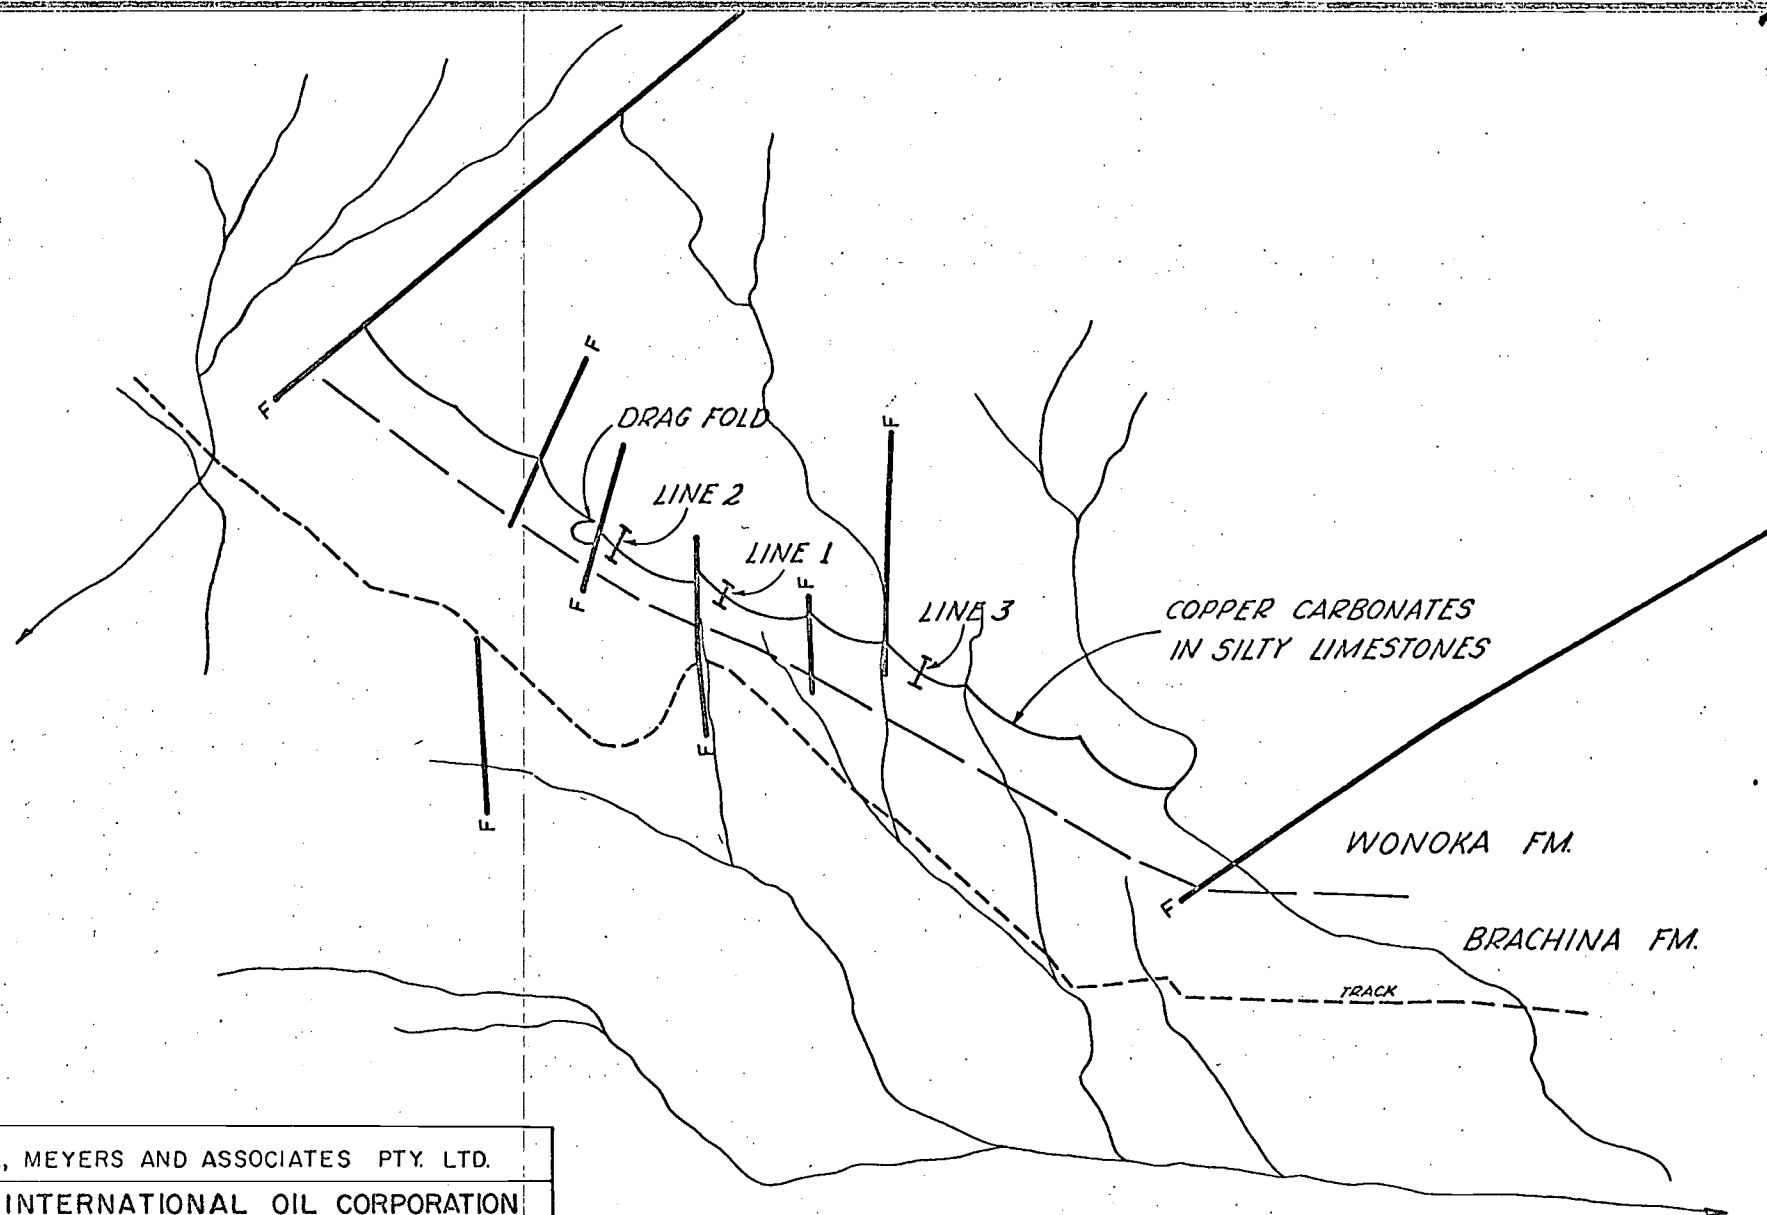 F
F
DRAG FOLD
F
LINE 2
LINE 1
F
F
LINE 3
COPPER CARBONATES
IN SILTY LIMESTONES
F
F
WONOKA FM.
F
BRACHINA FM.
TRACK
, MEYERS AND ASSOCIATES PTY. LTD.
INTERNATIONAL OIL CORPORATION